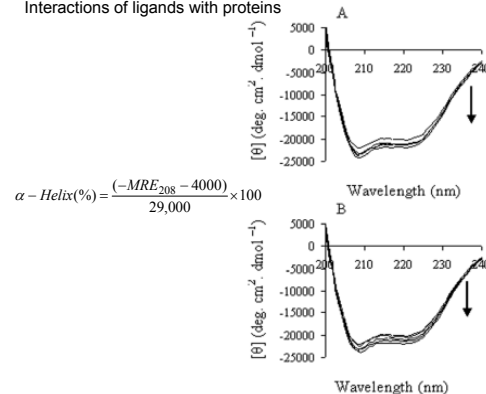 Interactions of ligands with proteins
A
[θ] (deg. cm². dmol⁻¹)
5000
0
-5000
-10000
-15000
-20000
-25000
200 210 220 230 240
Wavelength (nm)
α − Helix(%) = (−MRE₂₀₈ − 4000) / 29,000 × 100
B
[θ] (deg. cm². dmol⁻¹)
5000
0
-5000
-10000
-15000
-20000
-25000
200 210 220 230 240
Wavelength (nm)